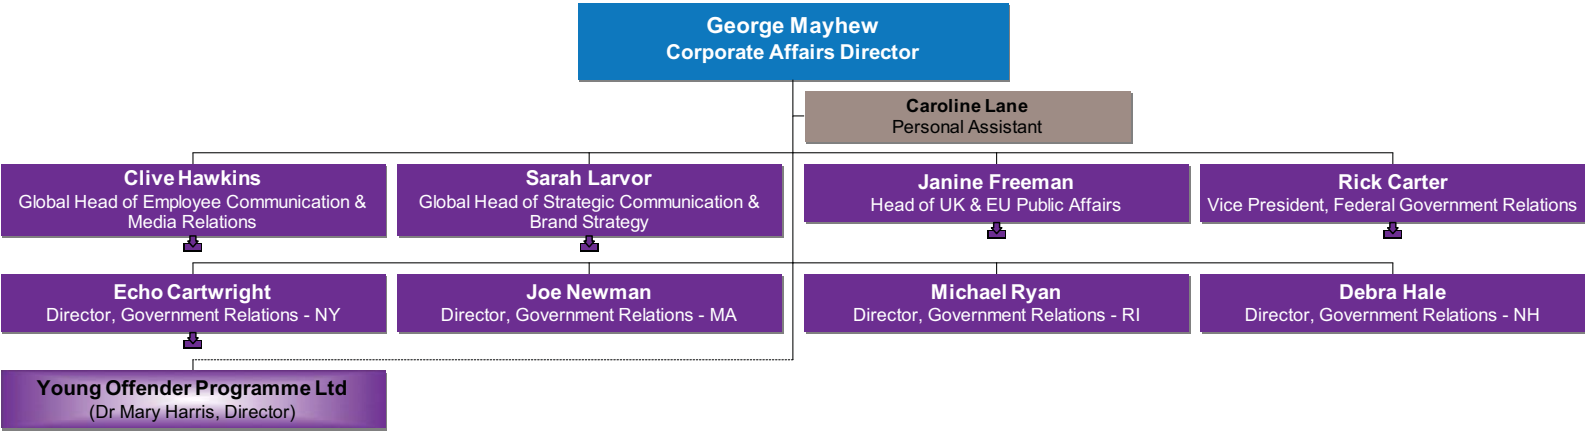 George Mayhew
Corporate Affairs Director
Caroline Lane
Personal Assistant
Clive Hawkins
Global Head of Employee Communication &
Media Relations
Sarah Larvor
Global Head of Strategic Communication &
Brand Strategy
Janine Freeman
Head of UK & EU Public Affairs
Rick Carter
Vice President, Federal Government Relations
Echo Cartwright
Director, Government Relations - NY
Joe Newman
Director, Government Relations - MA
Michael Ryan
Director, Government Relations - RI
Debra Hale
Director, Government Relations - NH
Young Offender Programme Ltd
(Dr Mary Harris, Director)